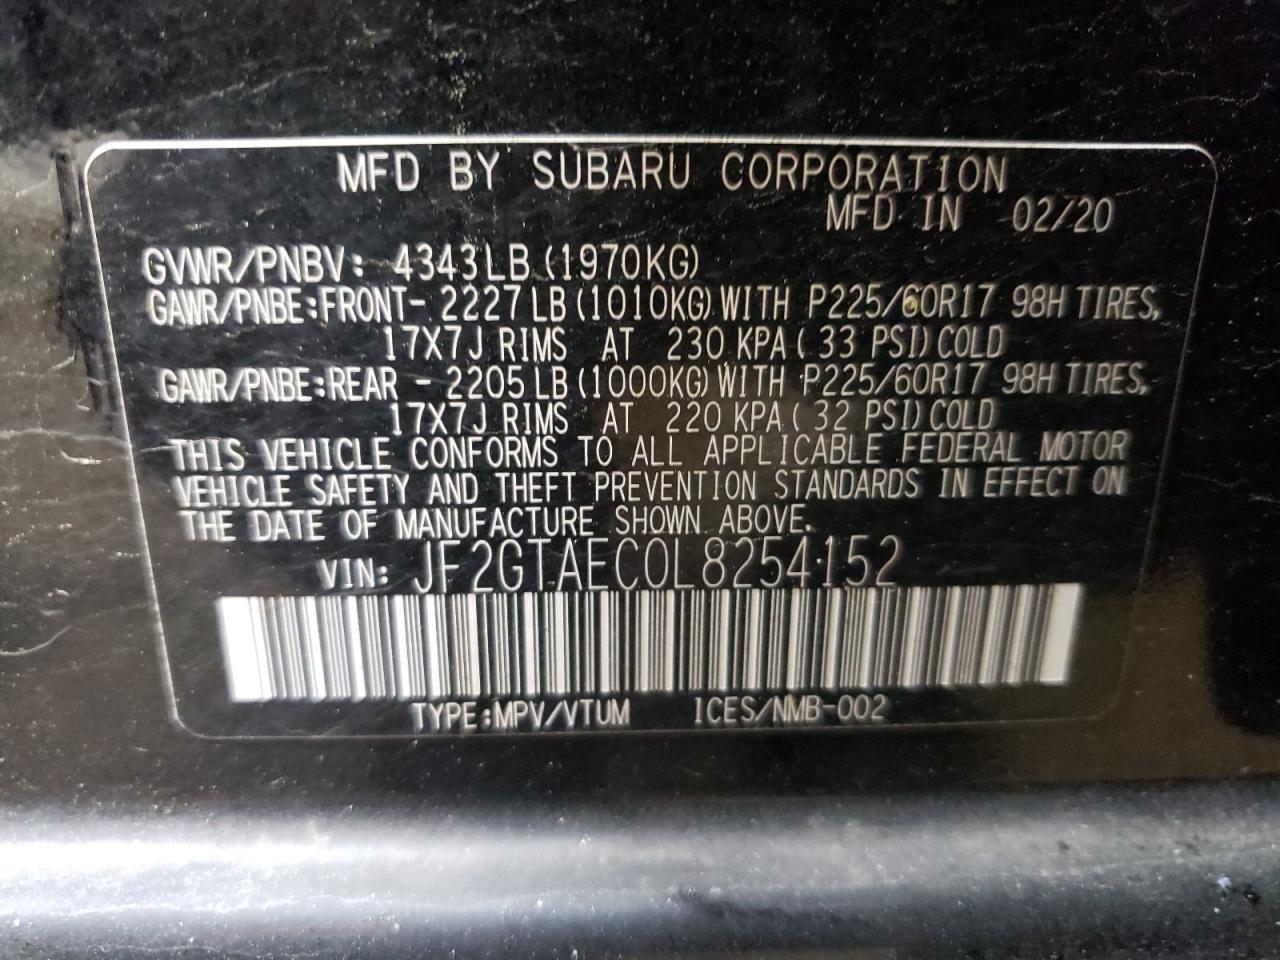 MFD BY SUBARU CORPORATION
MFD IN 02/20
GVWR/PNBV: 4343LB (1970KG)
GAWR/PNBE:FRONT- 2227 LB (1010KG) WITH P225/60R17 98H TIRES,
17X7J RIMS AT 230 KPA ( 33 PSI) COLD
GAWR/PNBE:REAR - 2205 LB (1000KG) WITH P225/60R17 98H TIRES,
17X7J RIMS AT 220 KPA ( 32 PSI) COLD
THIS VEHICLE CONFORMS TO ALL APPLICABLE FEDERAL MOTOR
VEHICLE SAFETY AND THEFT PREVENTION STANDARDS IN EFFECT ON
THE DATE OF MANUFACTURE SHOWN ABOVE.
VIN: JF2GTAEC0L8254152
TYPE:MPV/VTUM ICES/NMB-002